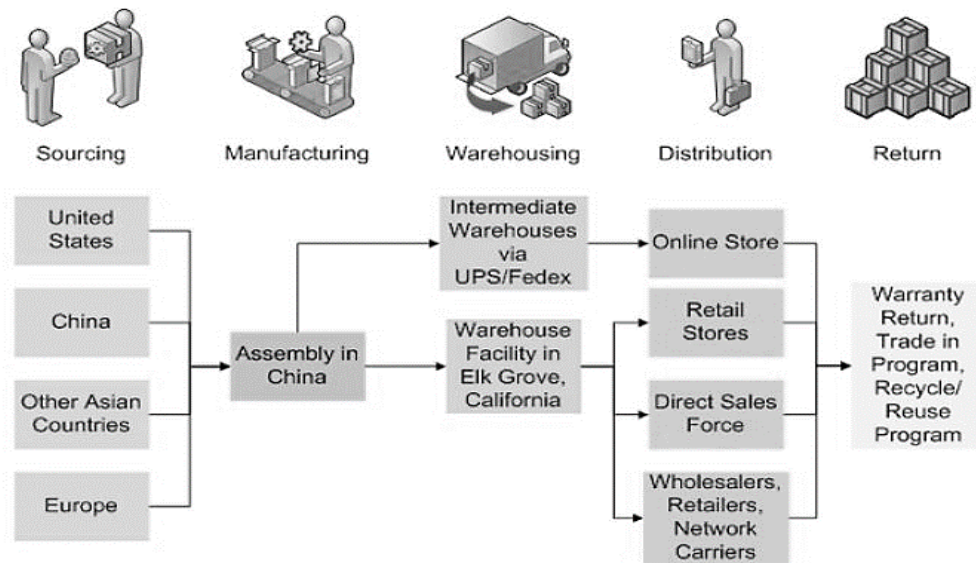 Sourcing
Manufacturing
Warehousing
Distribution
Return
United
States
China
Other Asian
Countries
Europe
Assembly in
China
Intermediate
Warehouses
via
UPS/Fedex
Warehouse
Facility in
Elk Grove,
California
Online Store
Retail
Stores
Direct Sales
Force
Wholesalers,
Retailers,
Network
Carriers
Warranty
Return,
Trade in
Program,
Recycle/
Reuse
Program